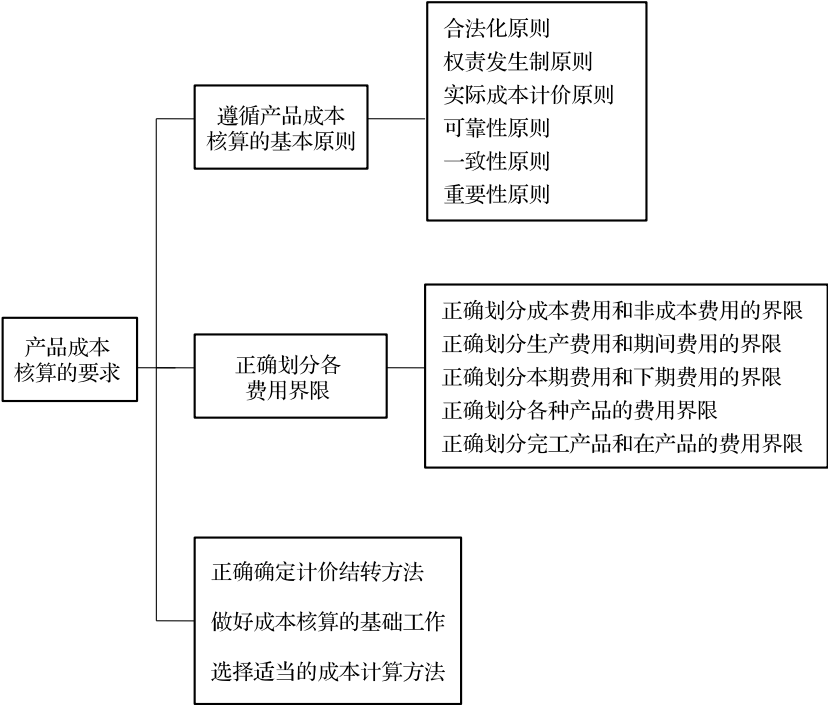 产品成本
核算的要求
遵循产品成本
核算的基本原则
合法化原则
权责发生制原则
实际成本计价原则
可靠性原则
一致性原则
重要性原则
正确划分各
费用界限
正确划分成本费用和非成本费用的界限
正确划分生产费用和期间费用的界限
正确划分本期费用和下期费用的界限
正确划分各种产品的费用界限
正确划分完工产品和在产品的费用界限
正确确定计价结转方法
做好成本核算的基础工作
选择适当的成本计算方法